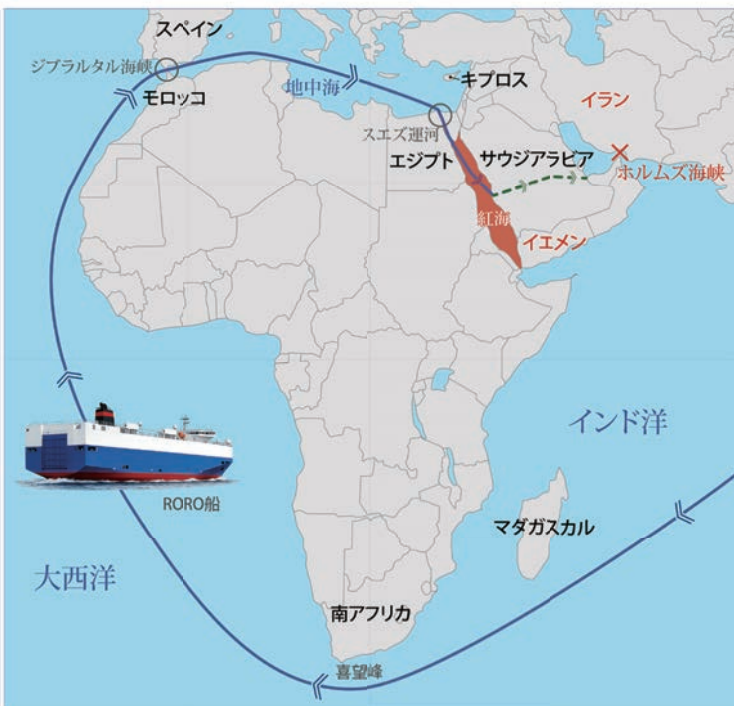 スペイン
ジブラルタル海峡
モロッコ
地中海
キプロス
イラン
スエズ運河
エジプト
サウジアラビア
ホルムズ海峡
紅海
イエメン
インド洋
RORO船
マダガスカル
大西洋
南アフリカ
喜望峰